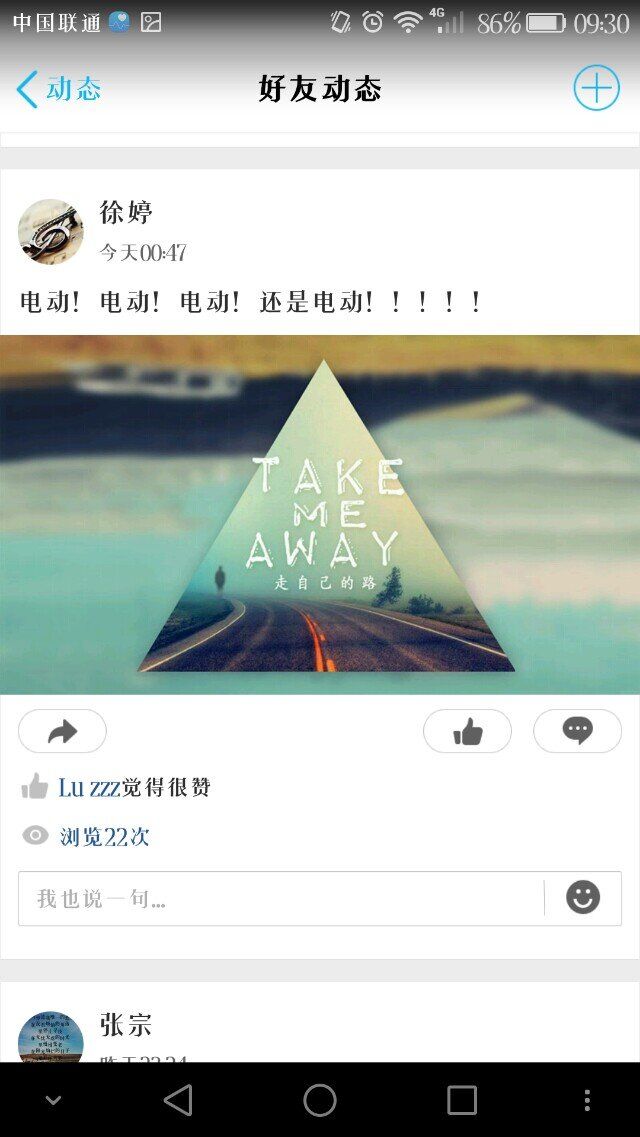 中国联通 4G 86% 09:30
动态 好友动态
徐婷
今天00:47
电动！电动！电动！还是电动！！！！！
TAKE
ME
AWAY
走自己的路
Lu zzz觉得很赞
浏览22次
我也说一句...
张宗